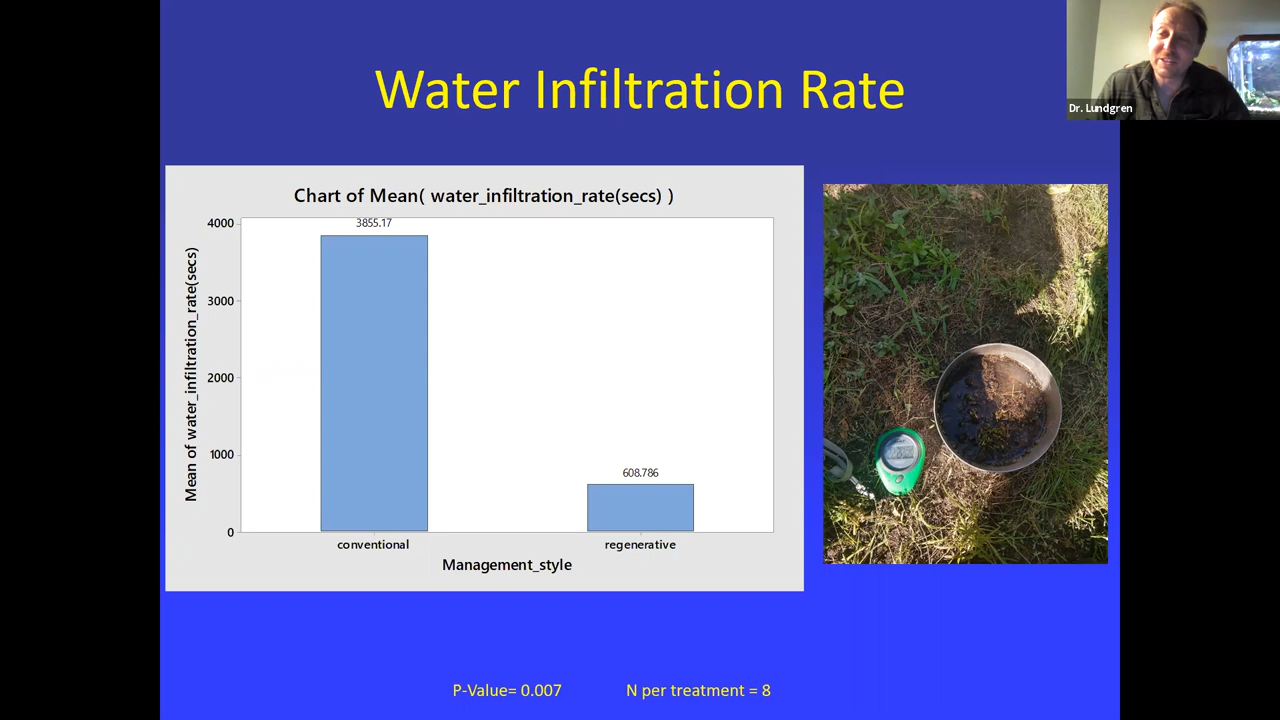 Water Infiltration Rate
Dr. Lundgren
Chart of Mean( water_infiltration_rate(secs) )
Mean of water_infiltration_rate(secs)
4000
3000
2000
1000
0
3855.17
608.786
conventional
regenerative
Management_style
P-Value= 0.007
N per treatment = 8